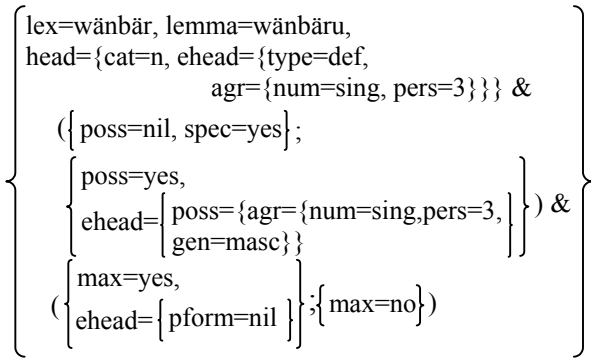 lex=wänbär, lemma=wänbäru,
head={cat=n, ehead={type=def,
agr={num=sing, pers=3}}} &
({poss=nil, spec=yes};
{poss=yes,
ehead={poss={agr={num=sing,pers=3,
gen=masc}}}}) &
({max=yes,
ehead={pform=nil}};{max=no})